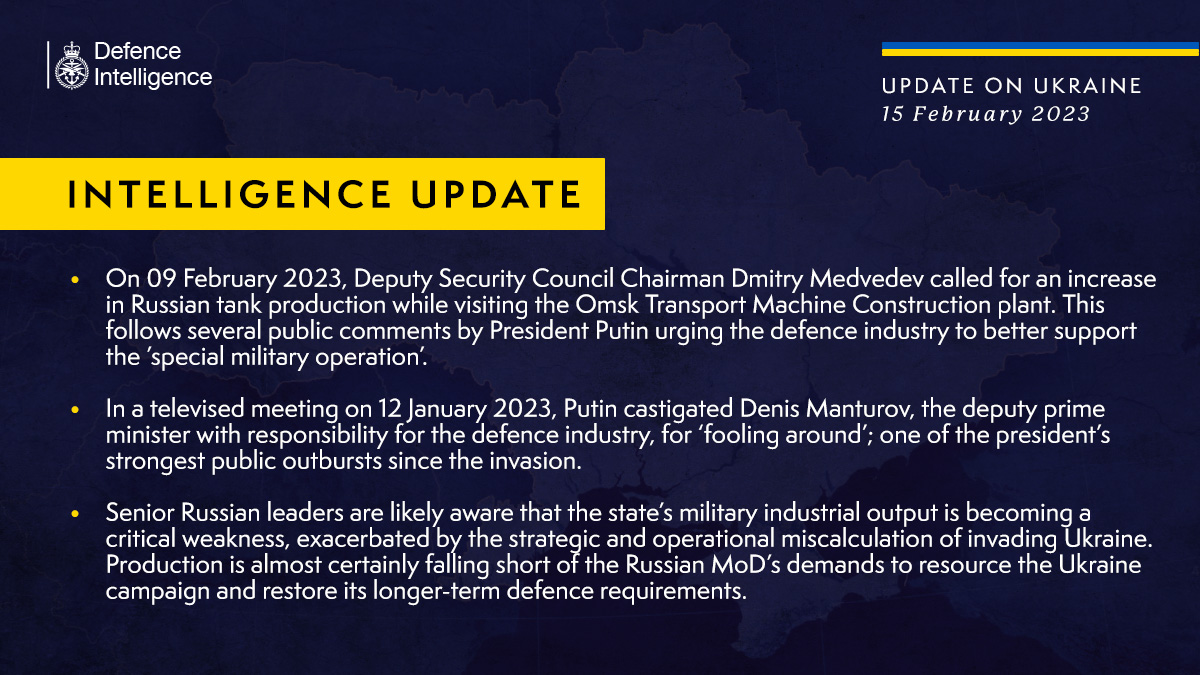 Defence
Intelligence
UPDATE ON UKRAINE
15 February 2023
INTELLIGENCE UPDATE
• On 09 February 2023, Deputy Security Council Chairman Dmitry Medvedev called for an increase
in Russian tank production while visiting the Omsk Transport Machine Construction plant. This
follows several public comments by President Putin urging the defence industry to better support
the ‘special military operation’.
• In a televised meeting on 12 January 2023, Putin castigated Denis Manturov, the deputy prime
minister with responsibility for the defence industry, for ‘fooling around’; one of the president’s
strongest public outbursts since the invasion.
• Senior Russian leaders are likely aware that the state’s military industrial output is becoming a
critical weakness, exacerbated by the strategic and operational miscalculation of invading Ukraine.
Production is almost certainly falling short of the Russian MoD’s demands to resource the Ukraine
campaign and restore its longer-term defence requirements.